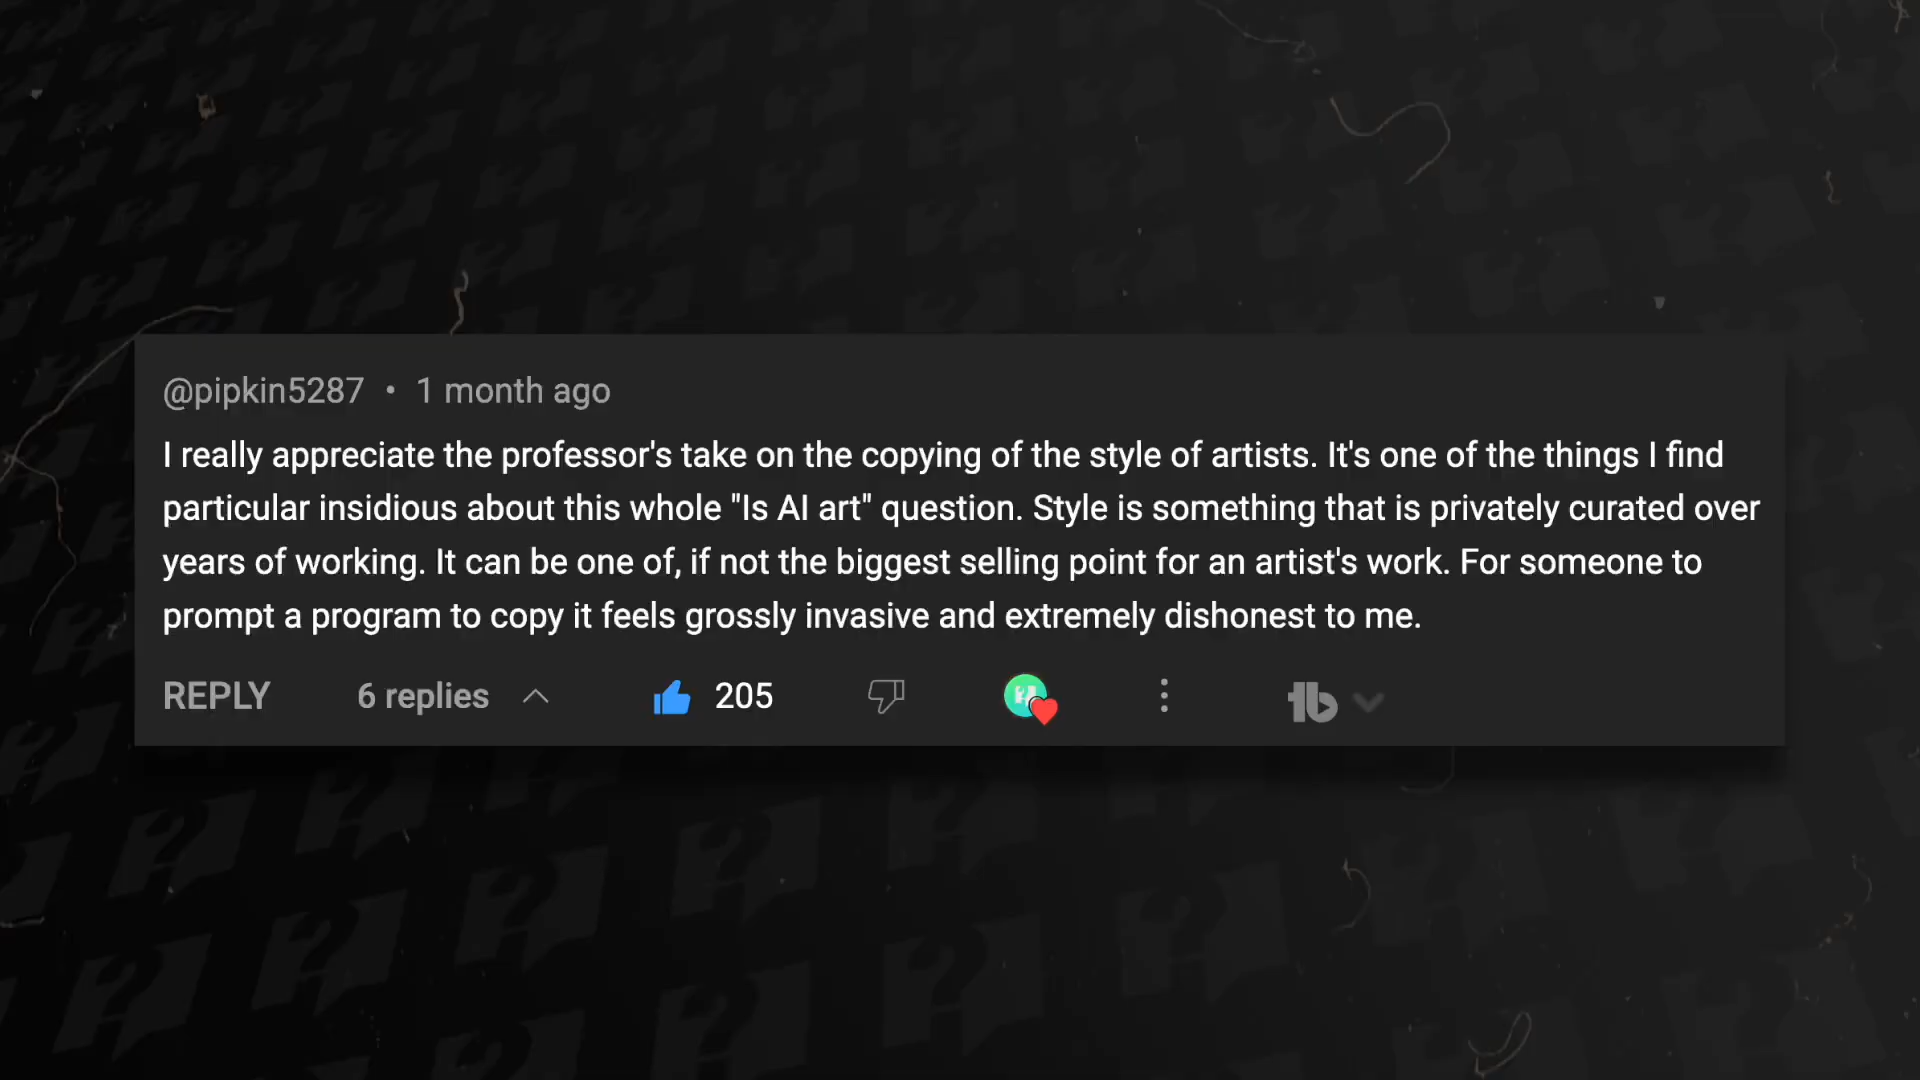 @pipkin5287 • 1 month ago
I really appreciate the professor's take on the copying of the style of artists. It's one of the things I find
particular insidious about this whole "Is AI art" question. Style is something that is privately curated over
years of working. It can be one of, if not the biggest selling point for an artist's work. For someone to
prompt a program to copy it feels grossly invasive and extremely dishonest to me.
REPLY 6 replies 205 tb